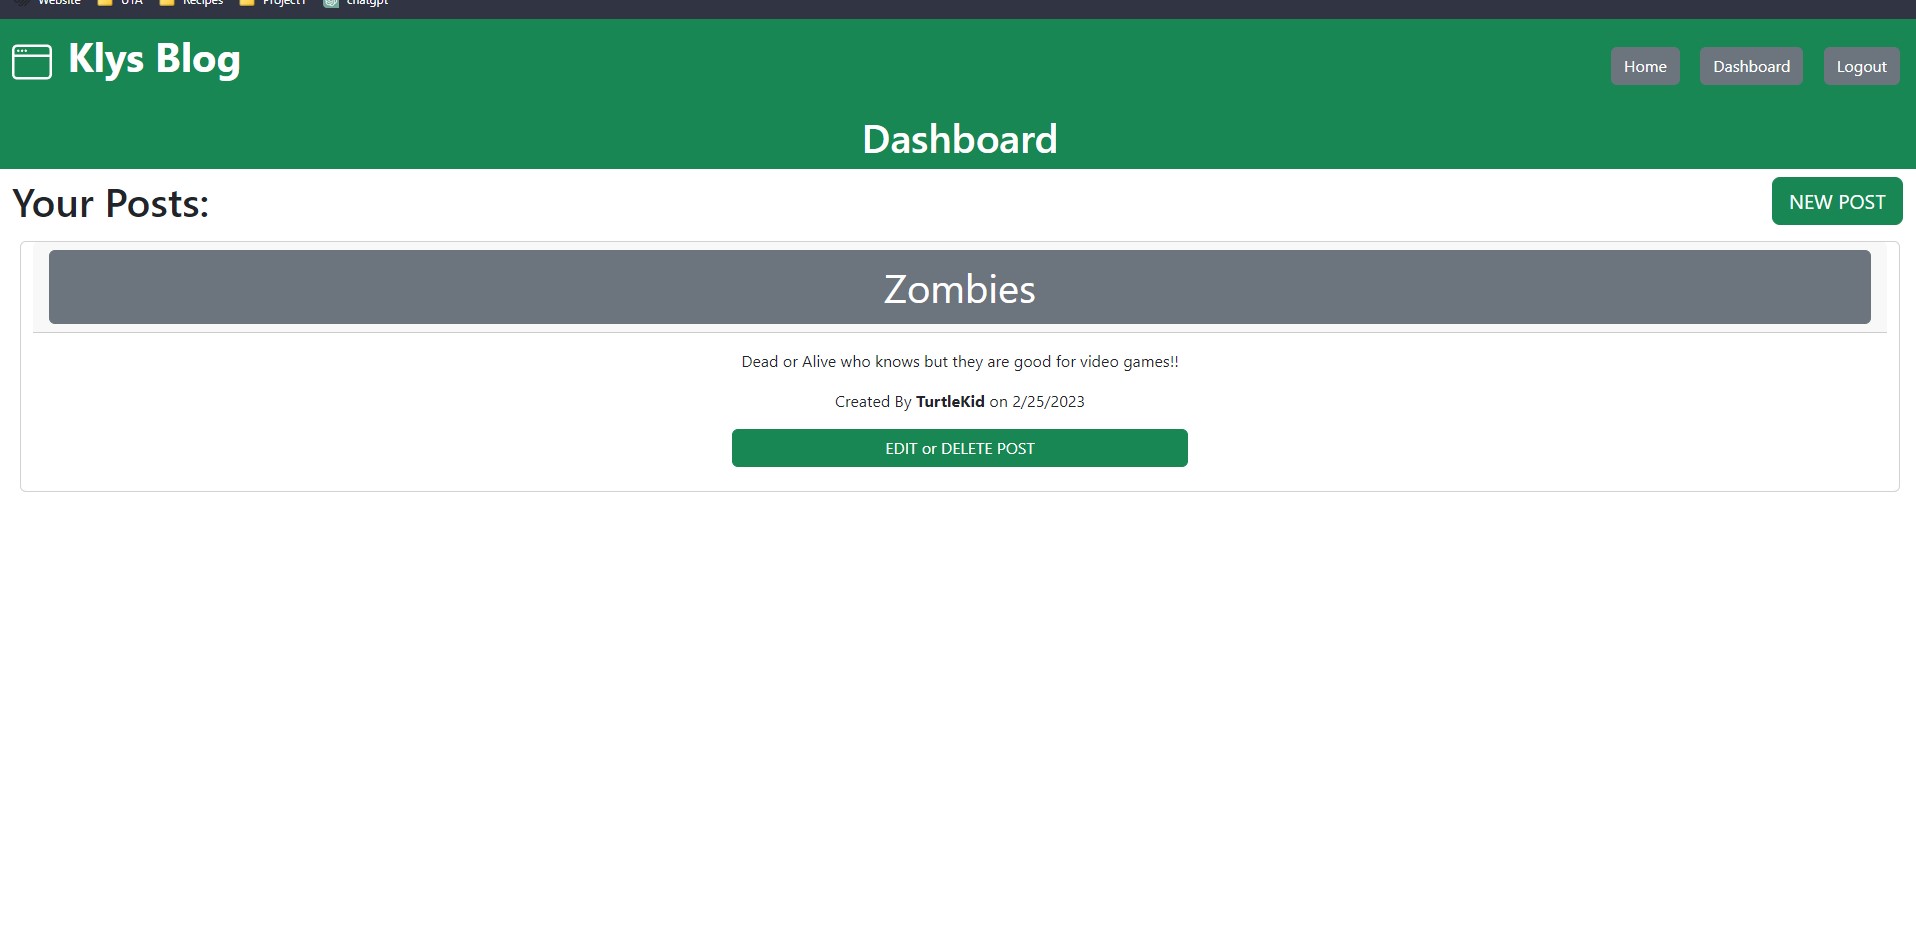 Website UTA Recipes Project1 chatgpt
Klys Blog
Home Dashboard Logout
Dashboard
Your Posts:
NEW POST
Zombies
Dead or Alive who knows but they are good for video games!!
Created By TurtleKid on 2/25/2023
EDIT or DELETE POST